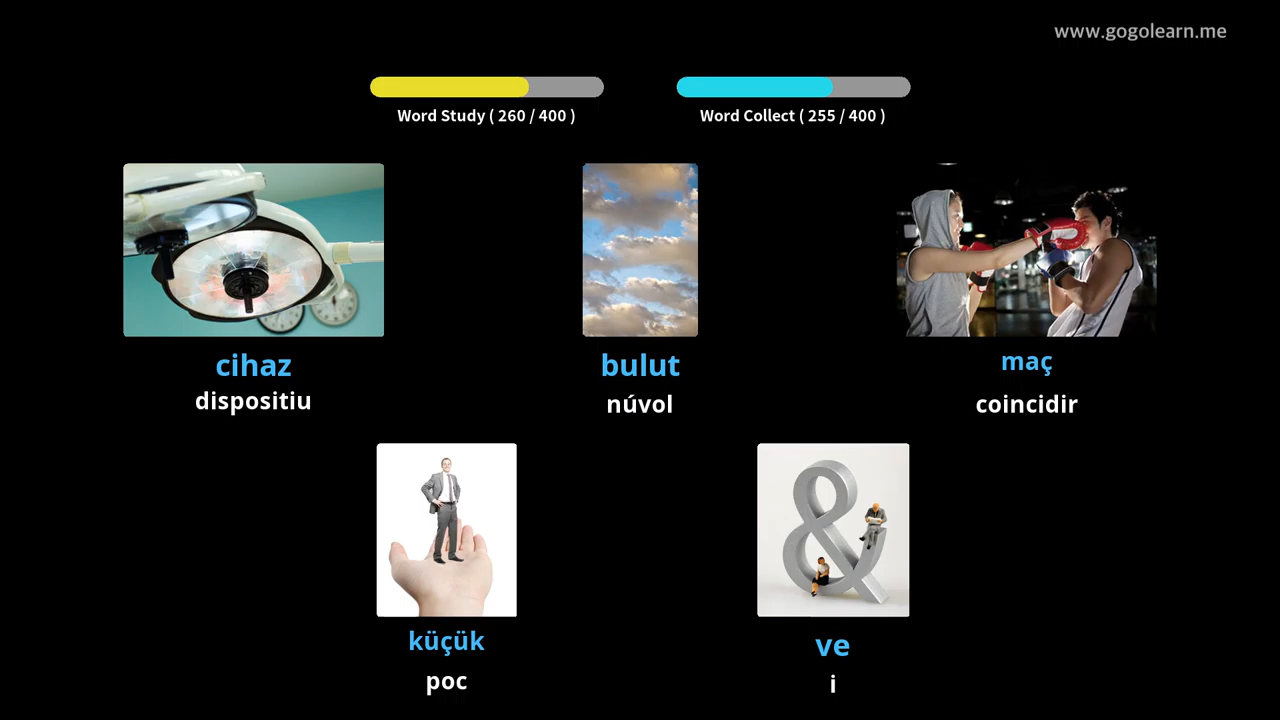 www.gogolearn.me
Word Study ( 260 / 400 )
Word Collect ( 255 / 400 )
cihaz
dispositiu
bulut
núvol
maç
coincidir
küçük
poc
ve
i